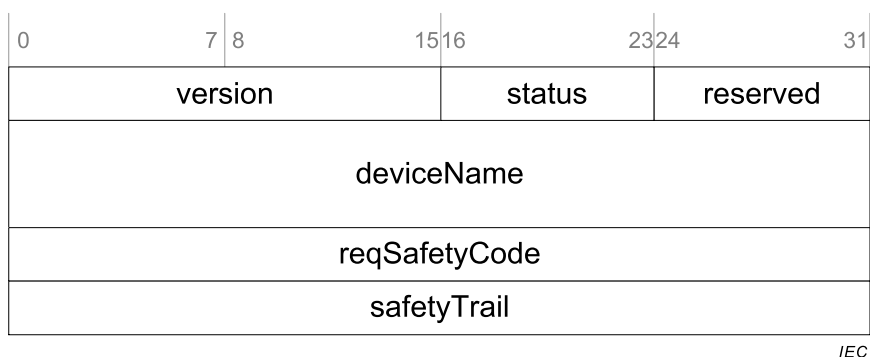 0 7 8 15 16 23 24 31
version status reserved
deviceName
reqSafetyCode
safetyTrail
IEC